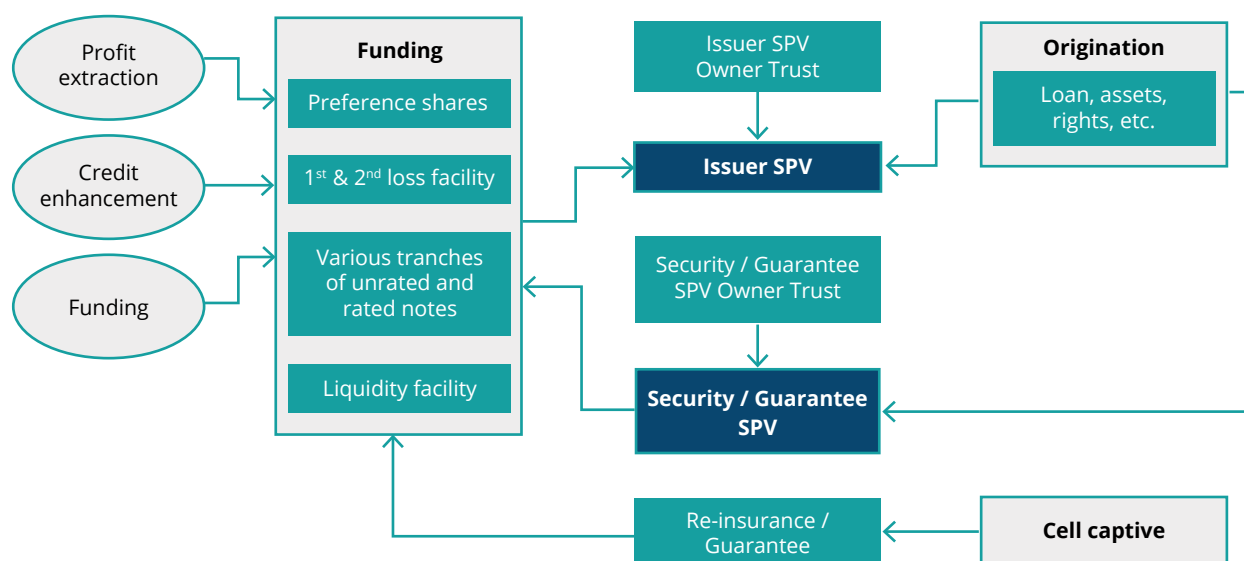 Profit
extraction
Credit
enhancement
Funding
Funding
Preference shares
1st & 2nd loss facility
Various tranches
of unrated and
rated notes
Liquidity facility
Issuer SPV
Owner Trust
Issuer SPV
Security / Guarantee
SPV Owner Trust
Security / Guarantee
SPV
Re-insurance /
Guarantee
Origination
Loan, assets,
rights, etc.
Cell captive